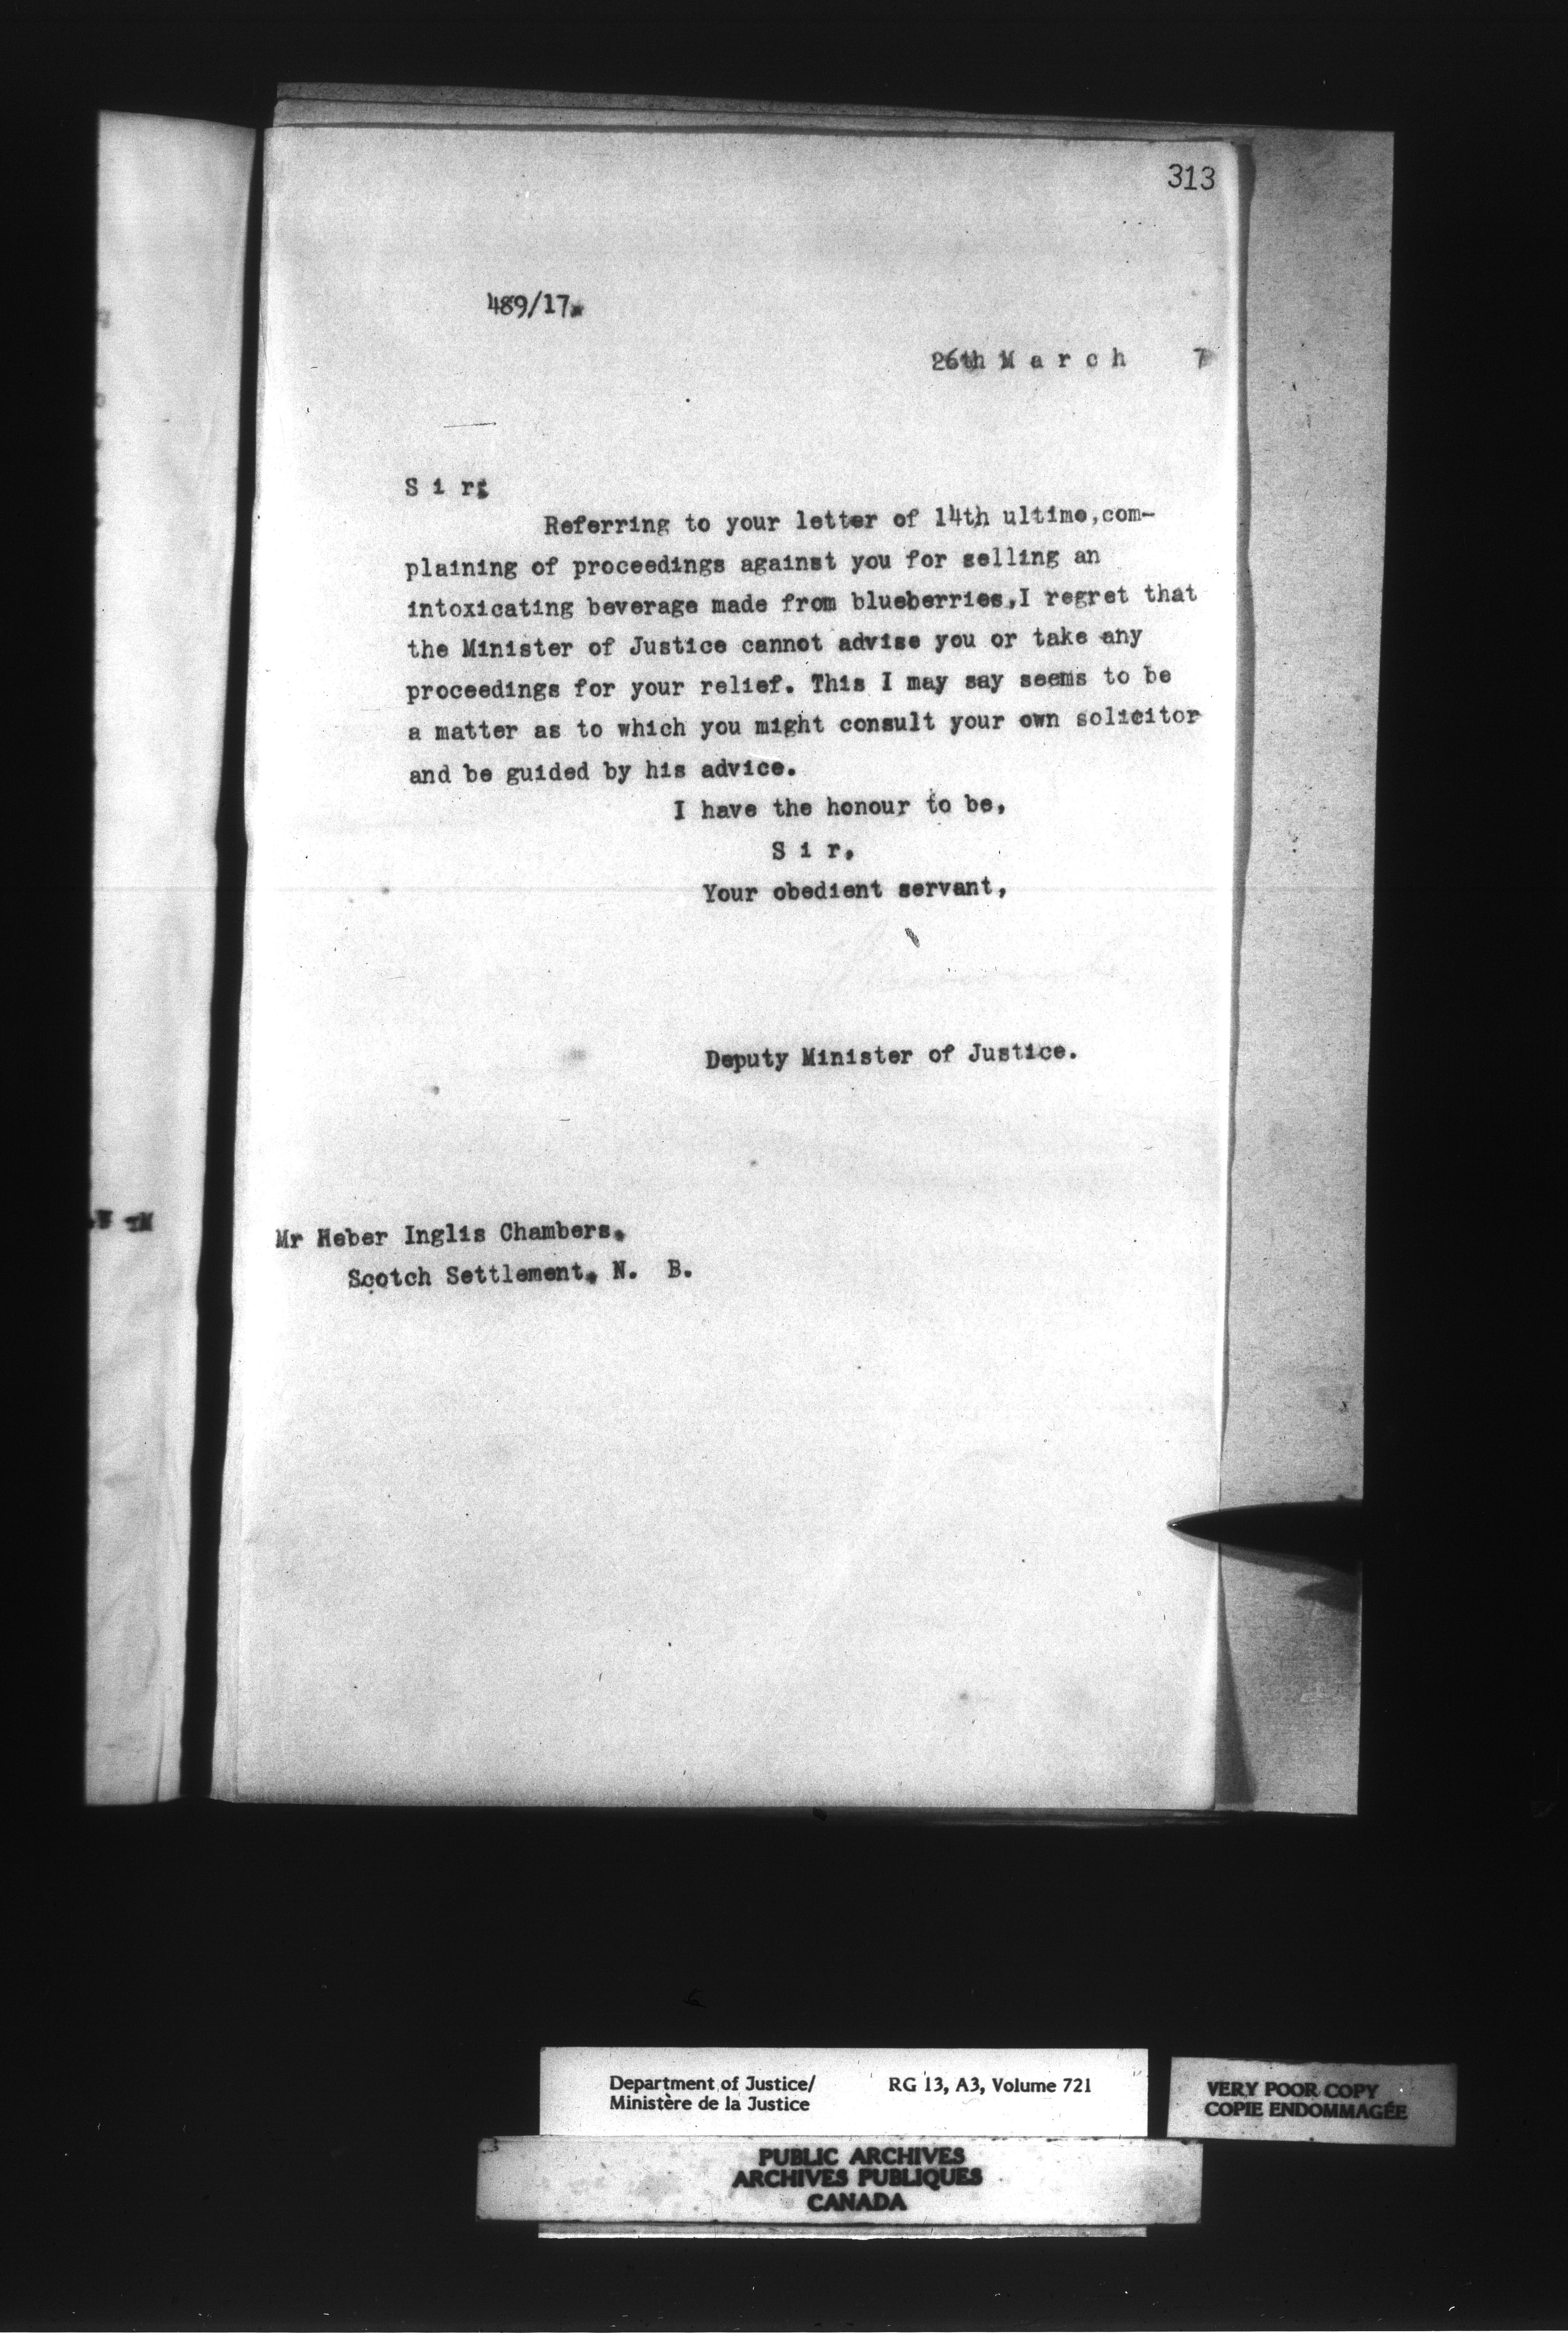 313
489/17.
26th M a r c h 7
S i r:
Referring to your letter of 14th ultimo,com-
plaining of proceedings against you for selling an
intoxicating beverage made from blueberries,I regret that
the Minister of Justice cannot advise you or take any
proceedings for your relief. This I may say seems to be
a matter as to which you might consult your own solicitor
and be guided by his advice.
I have the honour to be,
S i r,
Your obedient servant,
Deputy Minister of Justice.
Mr Heber Inglis Chambers,
Scotch Settlement, N. B.
Department of Justice/ RG 13, A3, Volume 721
Ministère de la Justice
VERY POOR COPY
COPIE ENDOMMAGÉE
PUBLIC ARCHIVES
ARCHIVES PUBLIQUES
CANADA